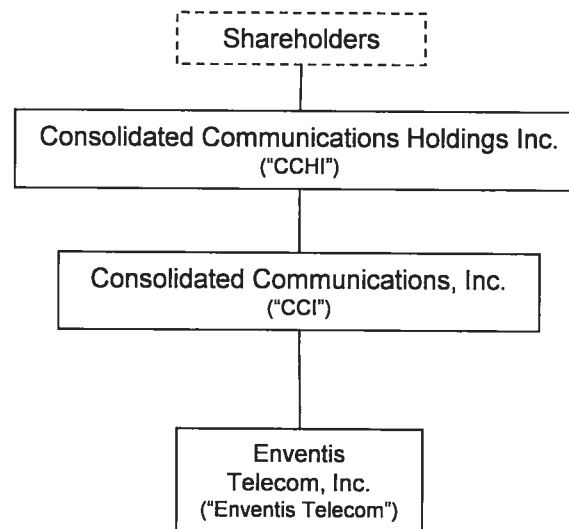 Shareholders
Consolidated Communications Holdings Inc.
("CCHI")
Consolidated Communications, Inc.
("CCI")
Enventis
Telecom, Inc.
("Enventis Telecom")